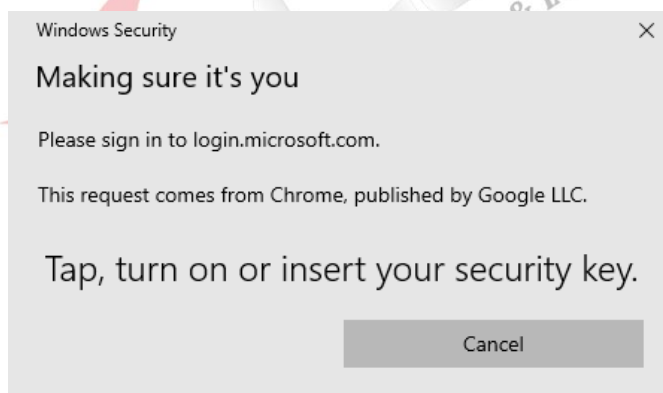 Windows Security
Making sure it's you
Please sign in to login.microsoft.com.
This request comes from Chrome, published by Google LLC.
Tap, turn on or insert your security key.
Cancel